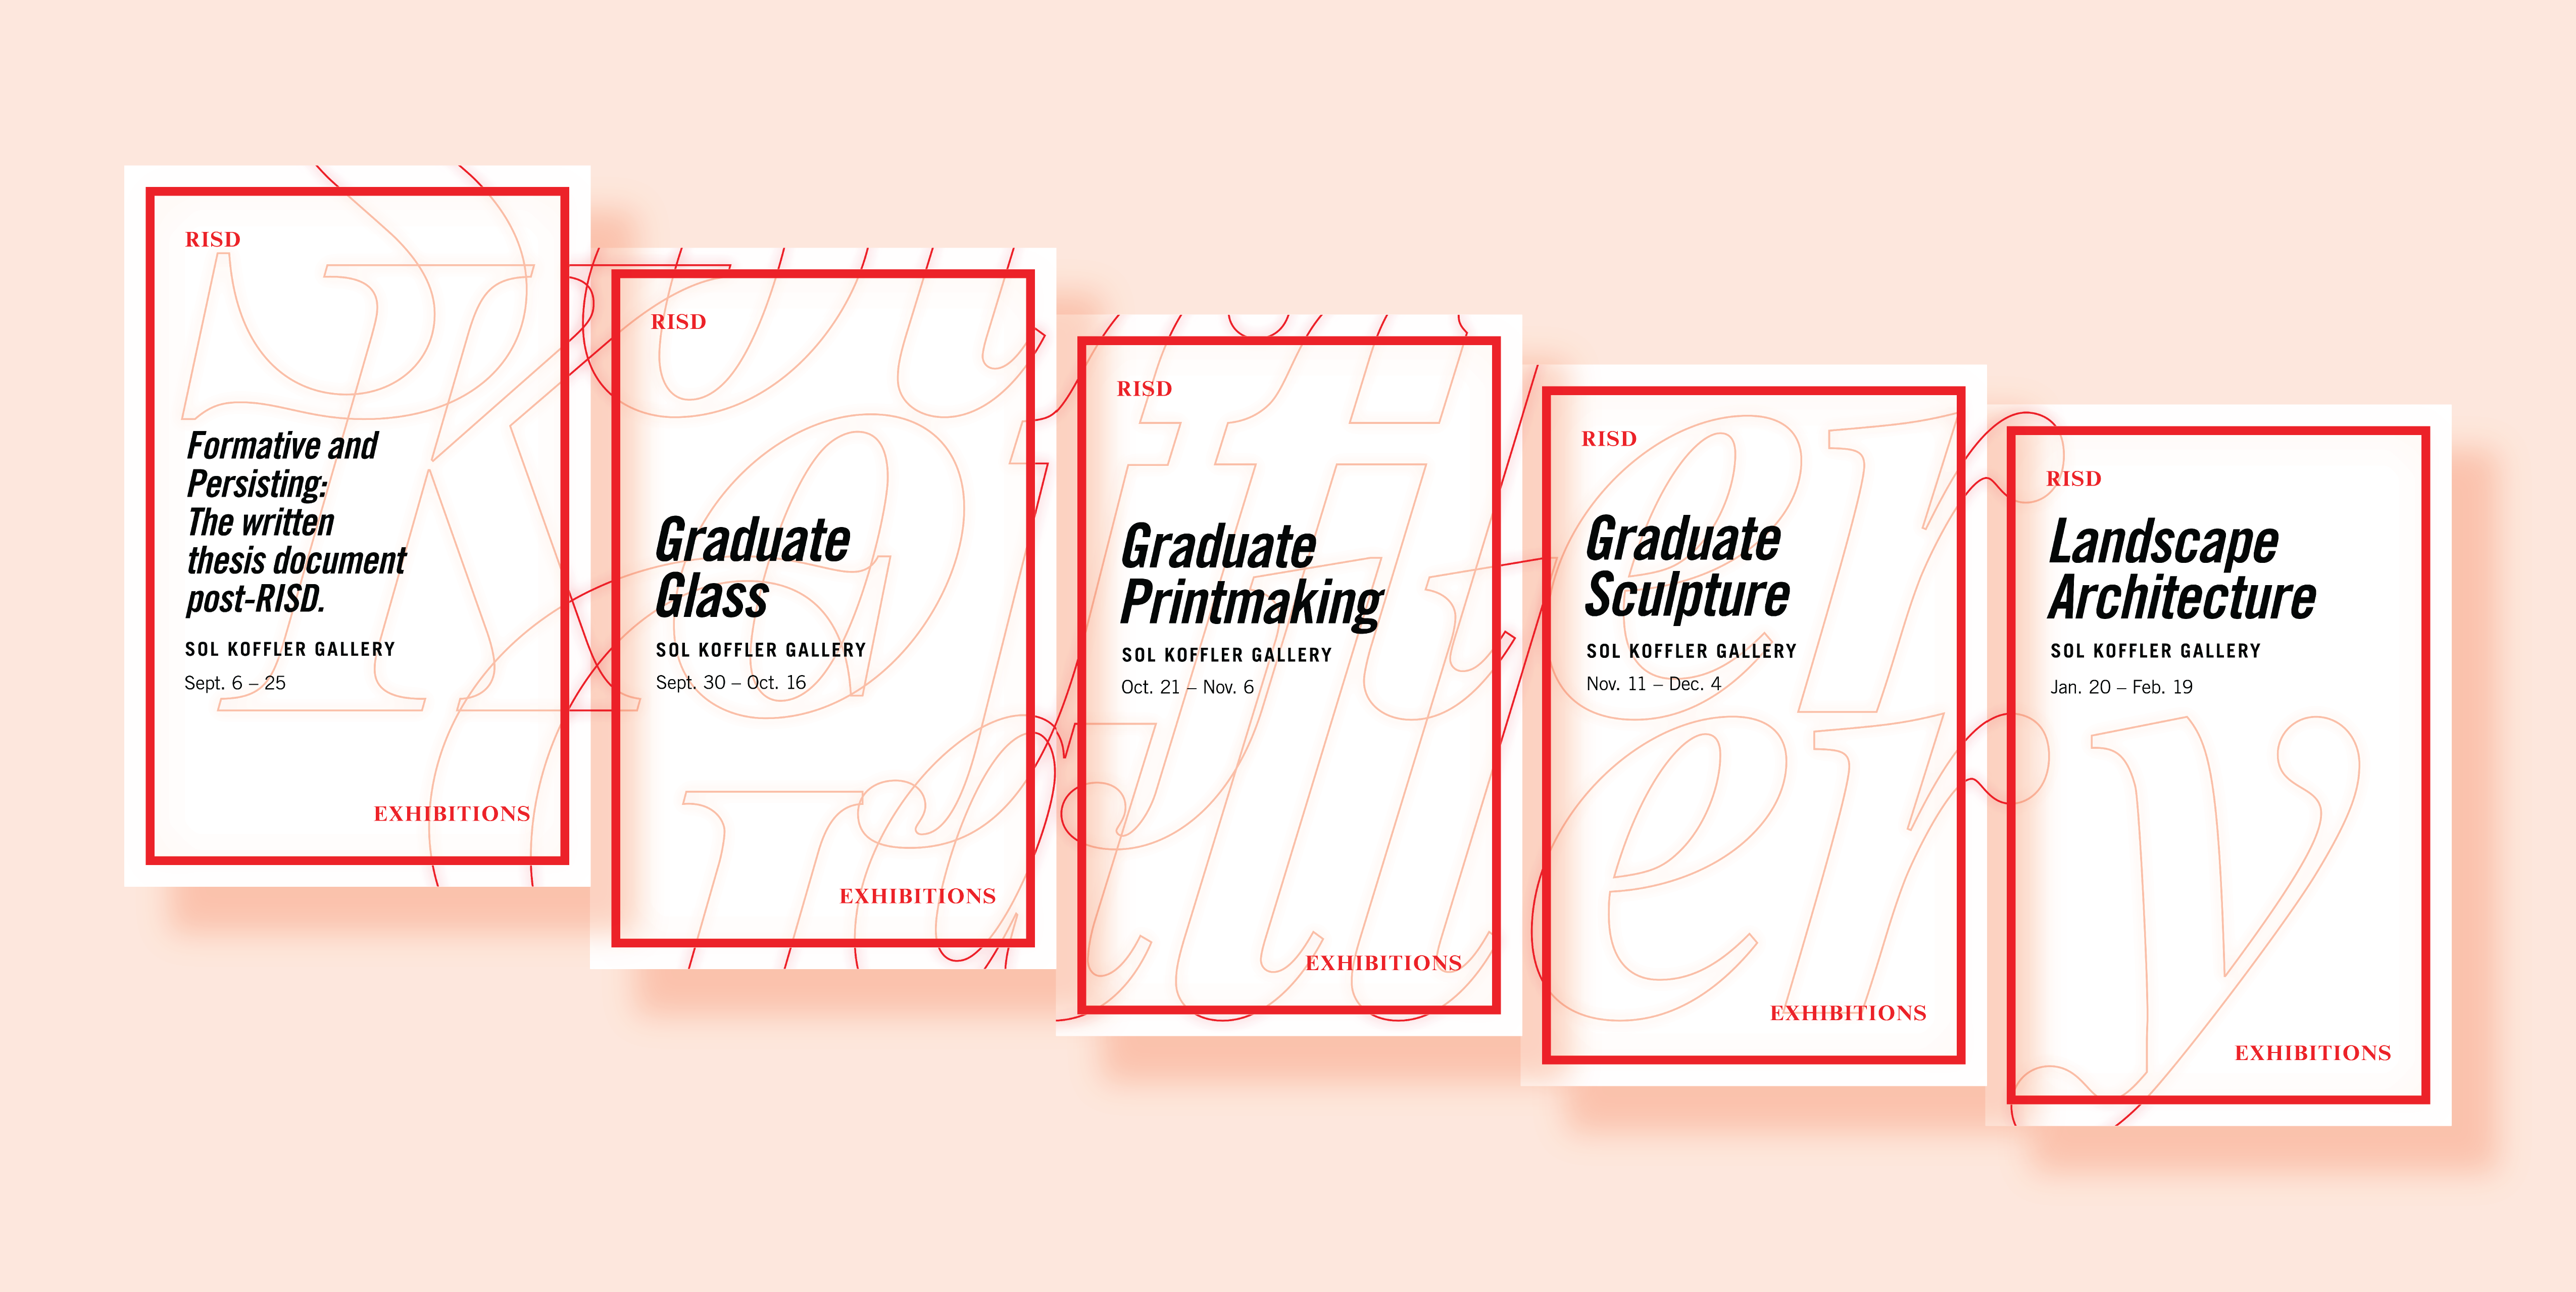 RISD
Formative and
Persisting:
The written
thesis document
post-RISD.
SOL KOFFLER GALLERY
Sept. 6 – 25
EXHIBITIONS
RISD
Graduate
Glass
SOL KOFFLER GALLERY
Sept. 30 – Oct. 16
EXHIBITIONS
RISD
Graduate
Printmaking
SOL KOFFLER GALLERY
Oct. 21 – Nov. 6
EXHIBITIONS
RISD
Graduate
Sculpture
SOL KOFFLER GALLERY
Nov. 11 – Dec. 4
EXHIBITIONS
RISD
Landscape
Architecture
SOL KOFFLER GALLERY
Jan. 20 – Feb. 19
EXHIBITIONS
Sol
Koffler